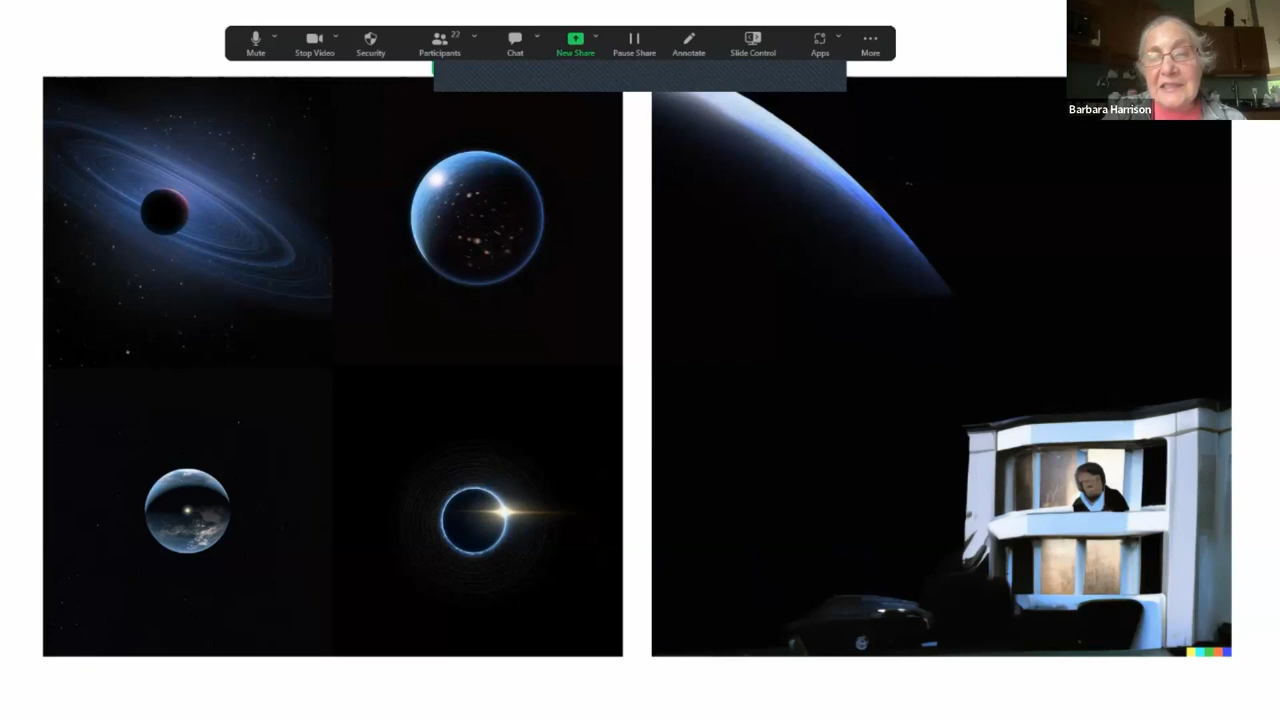 Mute
Stop Video
Security
Participants
22
Chat
New Share
Pause Share
Annotate
Slide Control
Apps
More
Barbara Harrison